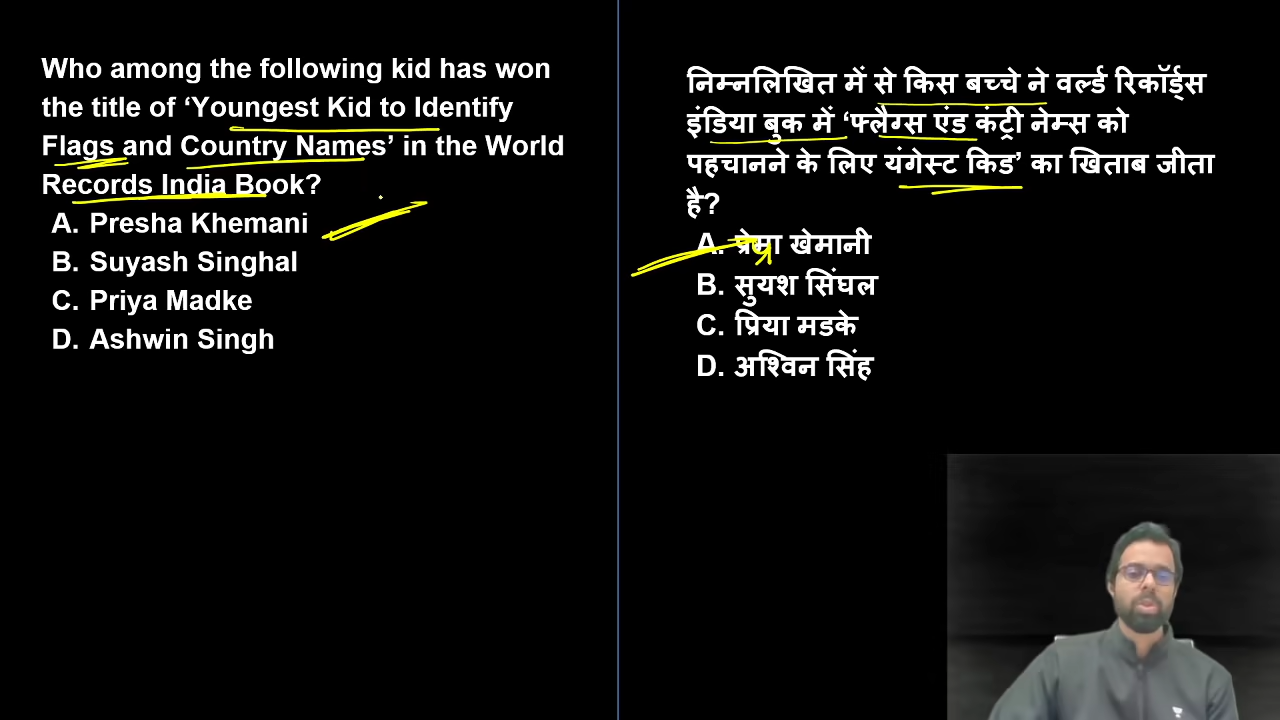 Who among the following kid has won
the title of ‘Youngest Kid to Identify
Flags and Country Names’ in the World
Records India Book?
A. Presha Khemani
B. Suyash Singhal
C. Priya Madke
D. Ashwin Singh
निम्नलिखित में से किस बच्चे ने वर्ल्ड रिकॉर्ड्स
इंडिया बुक में ‘फ्लैग्स एंड कंट्री नेम्स को
पहचानने के लिए यंगेस्ट किड’ का खिताब जीता
है?
A. प्रेमा खेमानी
B. सुयश सिंघल
C. प्रिया मडके
D. अश्विन सिंह